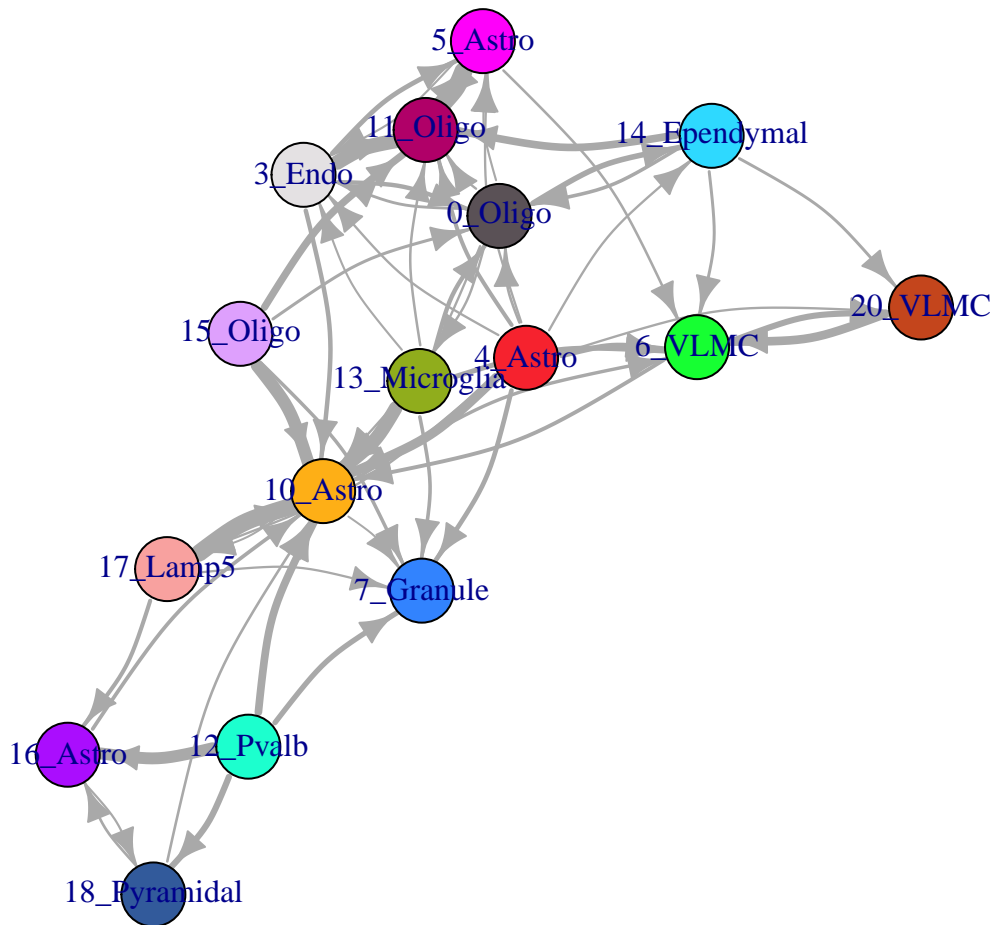 5_Astro
11_Oligo
14_Ependymal
3_Endo
0_Oligo
20_VLMC
15_Oligo
4_Astro
6_VLMC
13_Microglia
10_Astro
17_Lamp5
7_Granule
16_Astro
12_Pvalb
18_Pyramidal